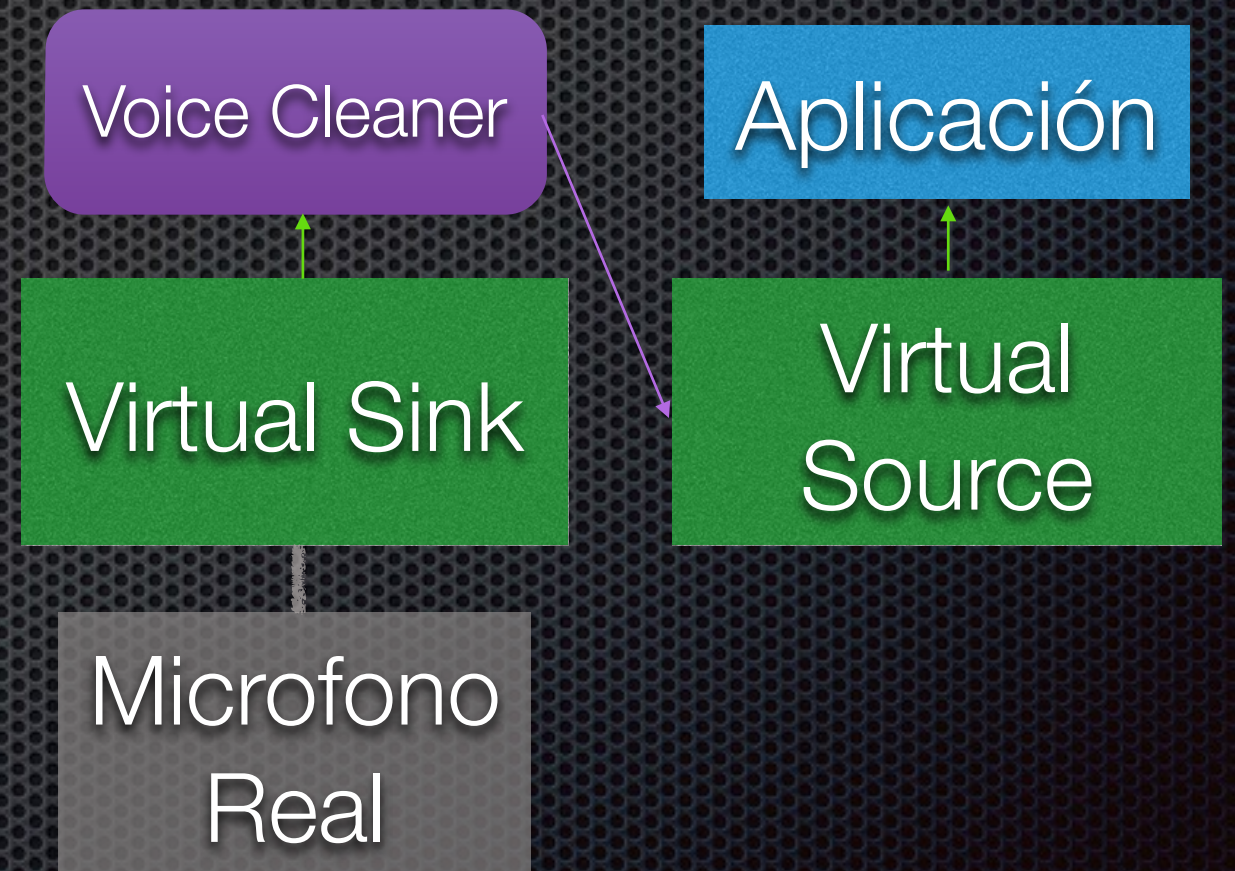 Voice Cleaner
Aplicación
Virtual Sink
Virtual
Source
Microfono
Real